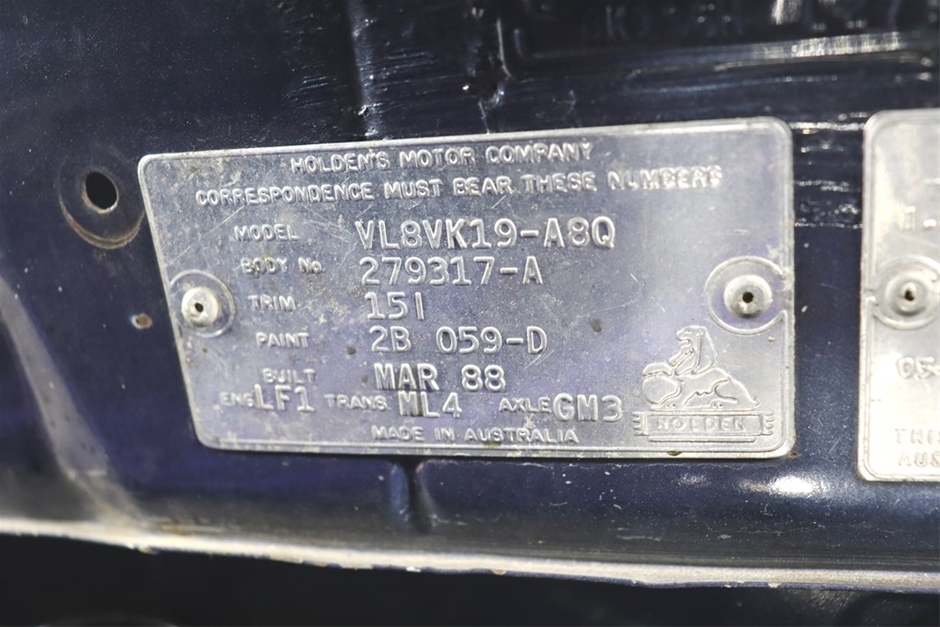 HOLDEN'S MOTOR COMPANY
CORRESPONDENCE MUST BEAR THESE NUMBERS
MODEL VL8VK19-A8Q
BODY No 279317-A
TRIM 15I
PAINT 2B 059-D
BUILT MAR 88
ENG LF1 TRANS ML4 AXLE GM3
HOLDEN
MADE IN AUSTRALIA